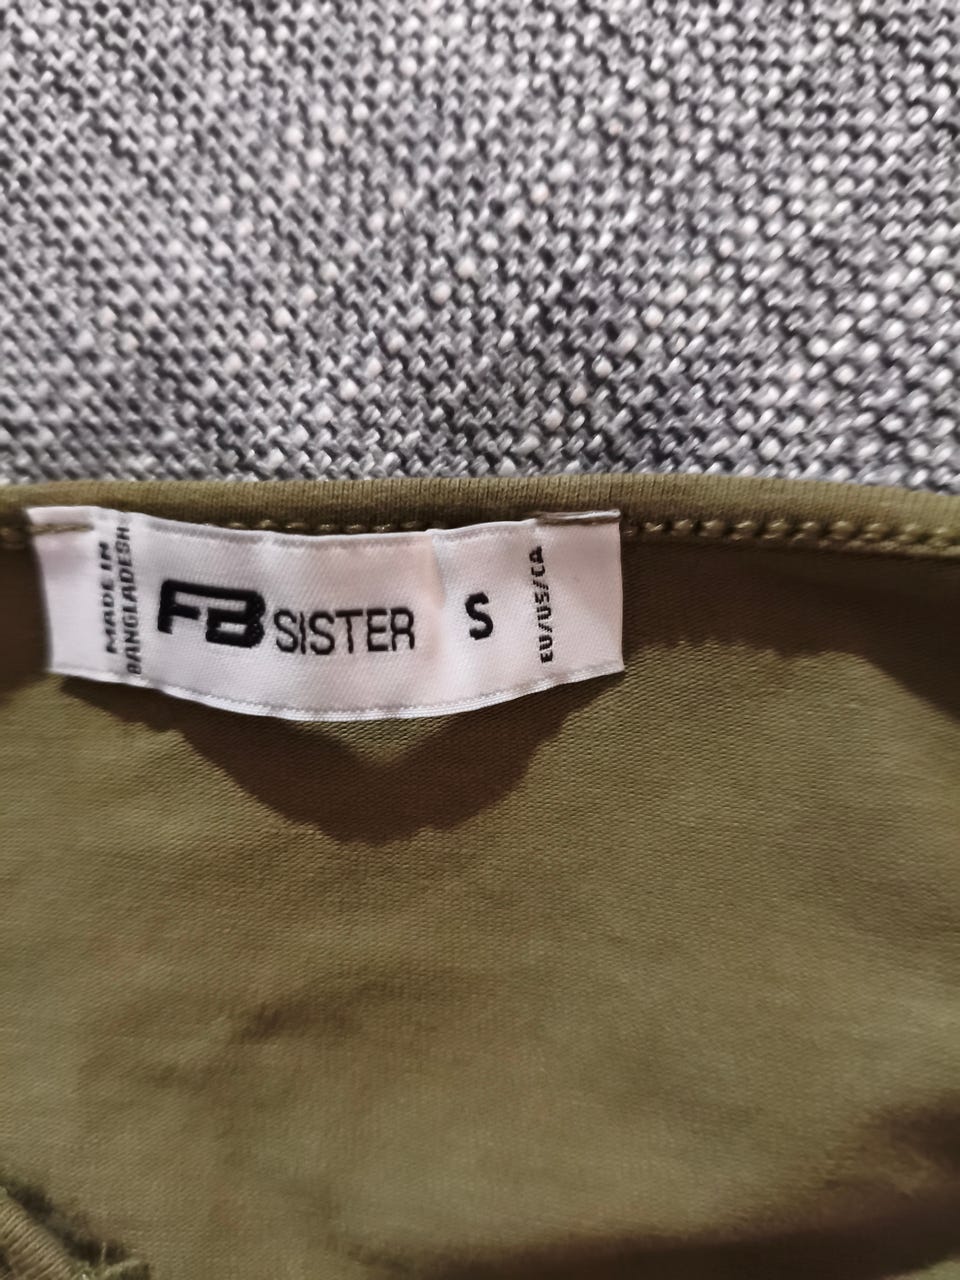 MADE IN
BANGLADESH
FB SISTER
S
EU/US/CA